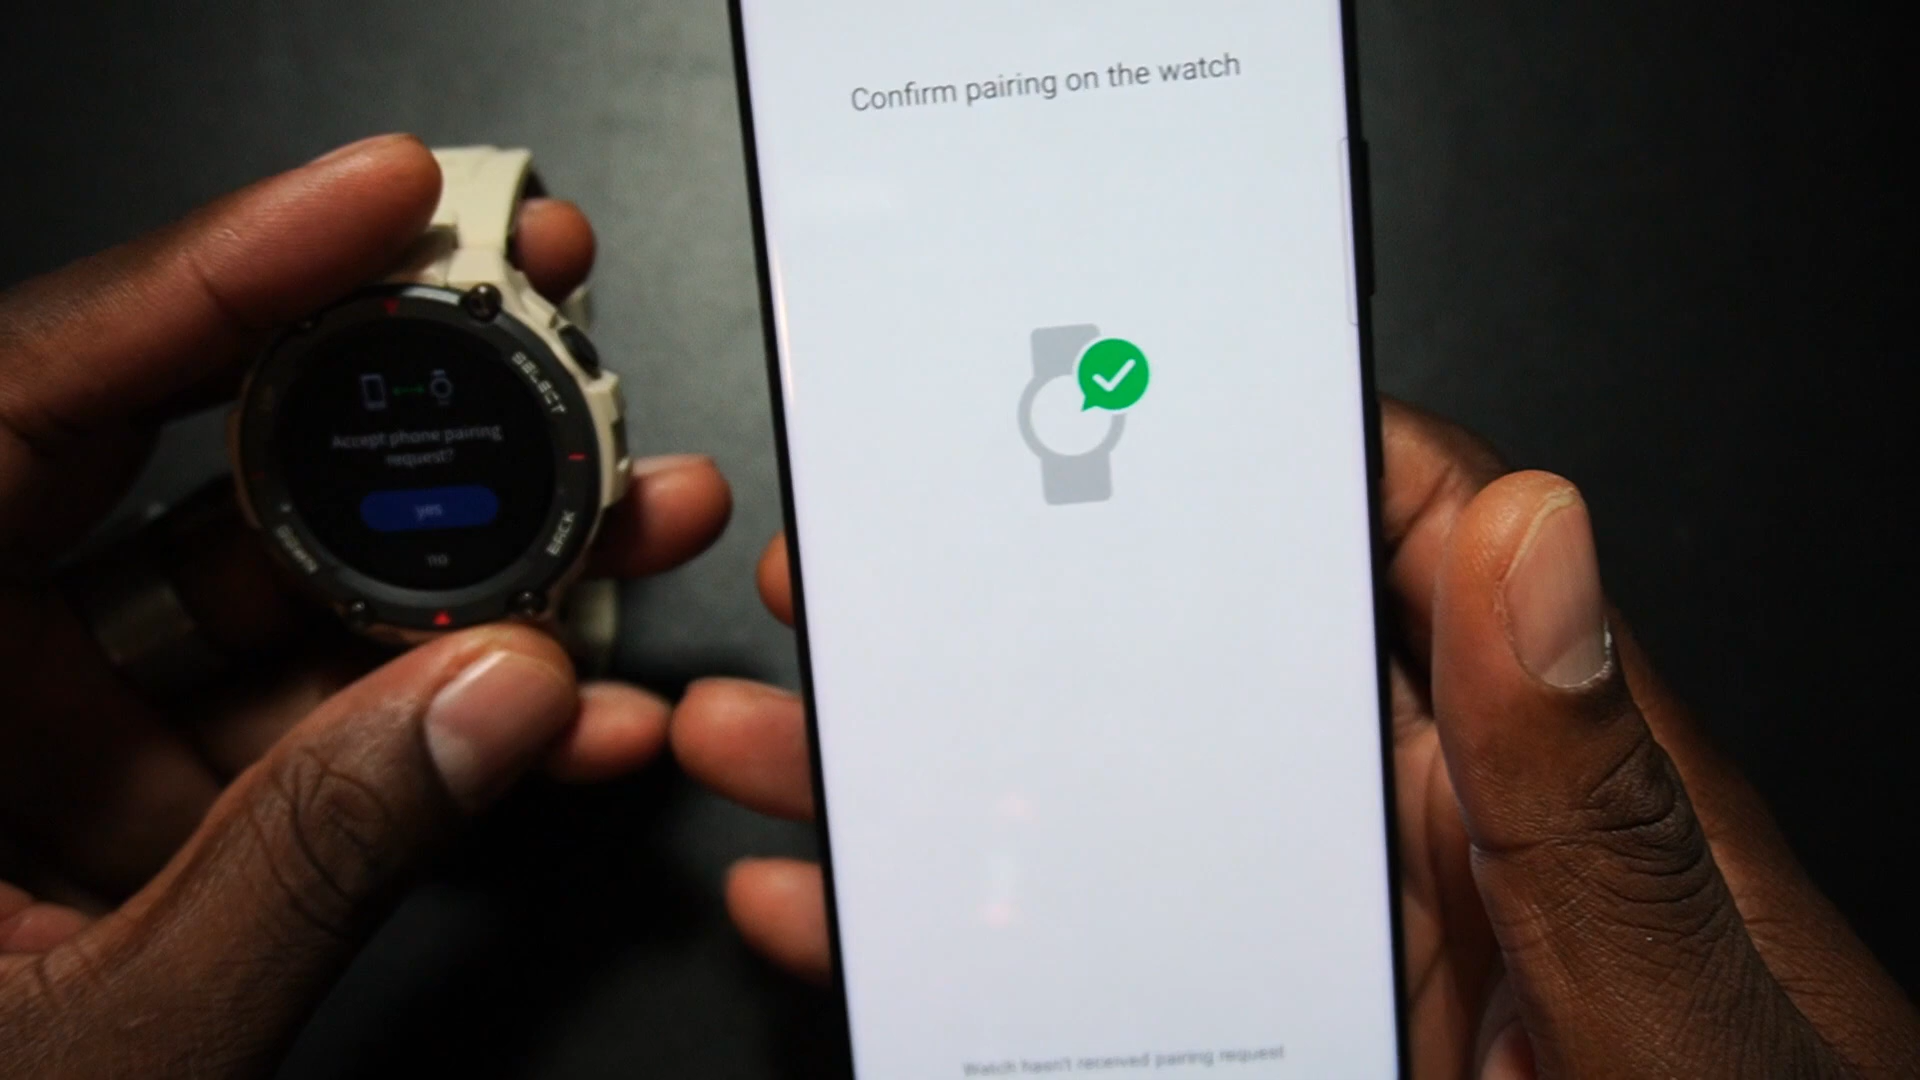 Confirm pairing on the watch
SELECT
Accept phone pairing
request?
yes
no
BACK
DOWN
Watch hasn't received pairing request